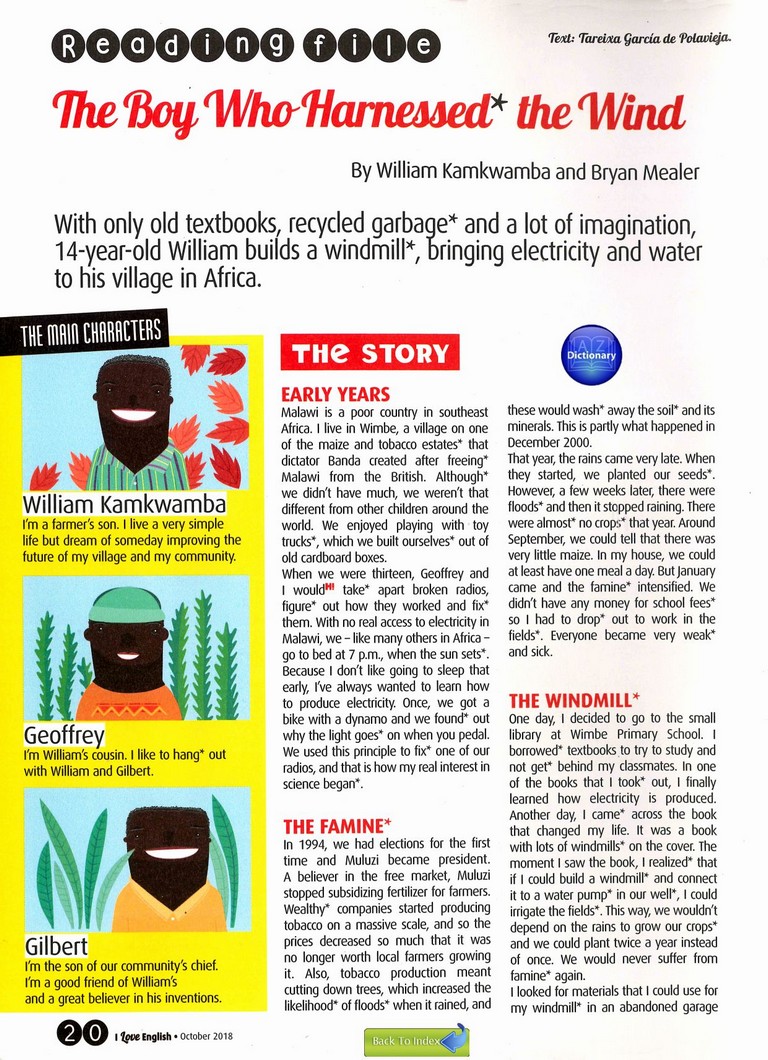 Reading file
Text: Tareixa García de Polavieja.
The Boy Who Harnessed* the Wind
By William Kamkwamba and Bryan Mealer
With only old textbooks, recycled garbage* and a lot of imagination,
14-year-old William builds a windmill*, bringing electricity and water
to his village in Africa.
THE MAIN CHARACTERS
William Kamkwamba
I'm a farmer's son. I live a very simple
life but dream of someday improving the
future of my village and my community.
Geoffrey
I'm William's cousin. I like to hang* out
with William and Gilbert.
Gilbert
I'm the son of our community's chief.
I'm a good friend of William's
and a great believer in his inventions.
THE STORY
EARLY YEARS
Malawi is a poor country in southeast
Africa. I live in Wimbe, a village on one
of the maize and tobacco estates* that
dictator Banda created after freeing*
Malawi from the British. Although*
we didn't have much, we weren't that
different from other children around the
world. We enjoyed playing with toy
trucks*, which we built ourselves* out of
old cardboard boxes.
When we were thirteen, Geoffrey and
I would take* apart broken radios,
figure* out how they worked and fix*
them. With no real access to electricity in
Malawi, we – like many others in Africa –
go to bed at 7 p.m., when the sun sets*.
Because I don't like going to sleep that
early, I've always wanted to learn how
to produce electricity. Once, we got a
bike with a dynamo and we found* out
why the light goes* on when you pedal.
We used this principle to fix* one of our
radios, and that is how my real interest in
science began*.
THE FAMINE*
In 1994, we had elections for the first
time and Muluzi became president.
A believer in the free market, Muluzi
stopped subsidizing fertilizer for farmers.
Wealthy* companies started producing
tobacco on a massive scale, and so the
prices decreased so much that it was
no longer worth local farmers growing
it. Also, tobacco production meant
cutting down trees, which increased the
likelihood* of floods* when it rained, and
A Z
Dictionary
these would wash* away the soil* and its
minerals. This is partly what happened in
December 2000.
That year, the rains came very late. When
they started, we planted our seeds*.
However, a few weeks later, there were
floods* and then it stopped raining. There
were almost* no crops* that year. Around
September, we could tell that there was
very little maize. In my house, we could
at least have one meal a day. But January
came and the famine* intensified. We
didn't have any money for school fees*
so I had to drop* out to work in the
fields*. Everyone became very weak*
and sick.
THE WINDMILL*
One day, I decided to go to the small
library at Wimbe Primary School. I
borrowed* textbooks to try to study and
not get* behind my classmates. In one
of the books that I took* out, I finally
learned how electricity is produced.
Another day, I came* across the book
that changed my life. It was a book
with lots of windmills* on the cover. The
moment I saw the book, I realized* that
if I could build a windmill* and connect
it to a water pump* in our well*, I could
irrigate the fields*. This way, we wouldn't
depend on the rains to grow our crops*
and we could plant twice a year instead
of once. We would never suffer from
famine* again.
I looked for materials that I could use for
my windmill* in an abandoned garage
20 I Love English • October 2018
Back To Index